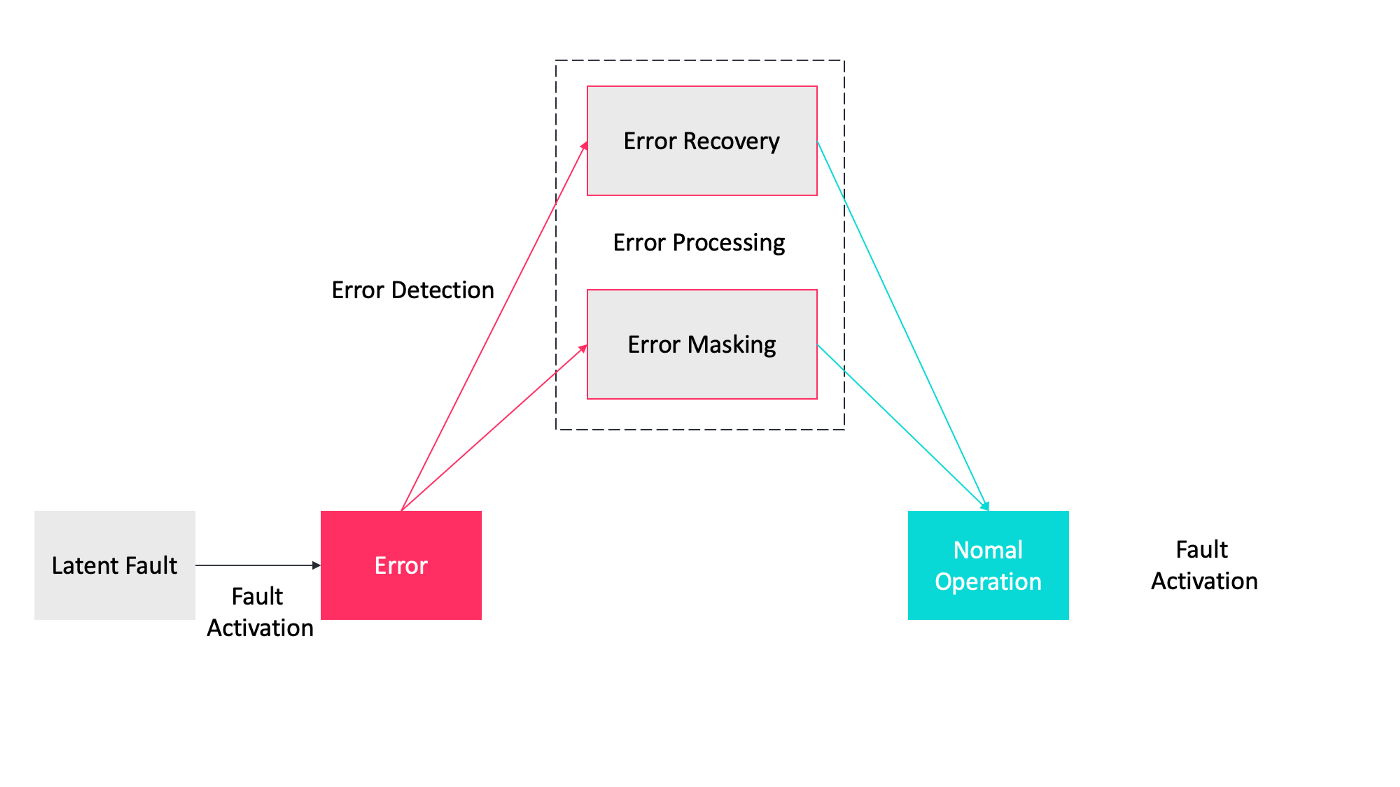 Error Recovery
Error Processing
Error Detection
Error Masking
Latent Fault
Fault
Activation
Error
Nomal
Operation
Fault
Activation